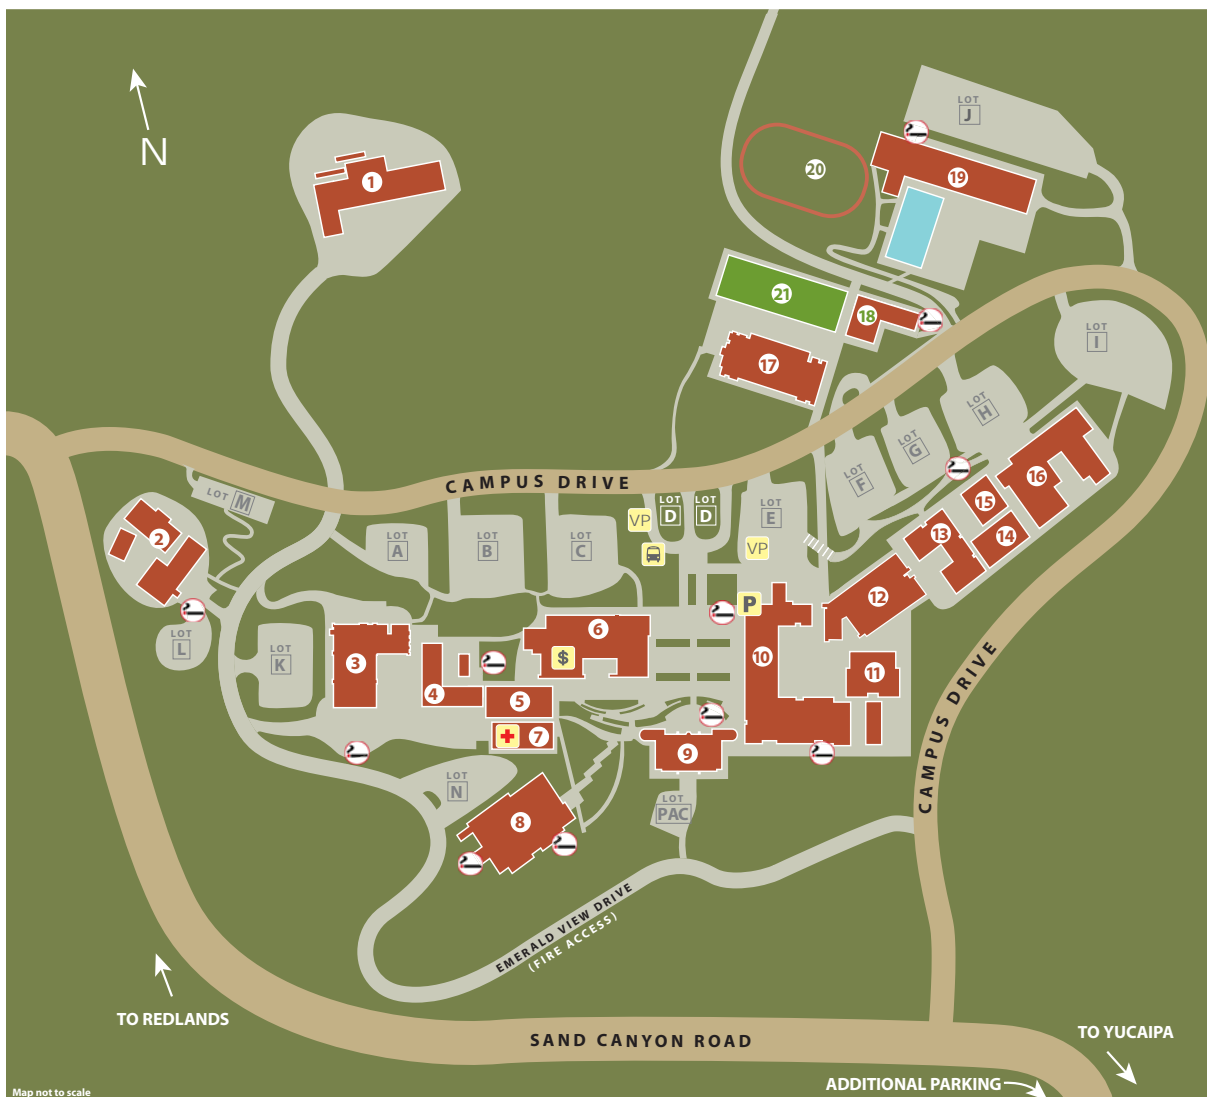 LOT
J
19
20
N
1
21
18
17
LOT
I
LOT
H
LOT
G
LOT
F
16
15
13
14
12
CAMPUS DRIVE
LOT
M
2
LOT
A
LOT
B
LOT
C
VP
LOT
D
LOT
D
LOT
E
VP
P
LOT
L
LOT
K
3
4
5
6
$
7
10
11
9
CAMPUS DRIVE
LOT
N
8
LOT
PAC
EMERALD VIEW DRIVE
(FIRE ACCESS)
TO REDLANDS
SAND CANYON ROAD
TO YUCAIPA
ADDITIONAL PARKING
Map not to scale